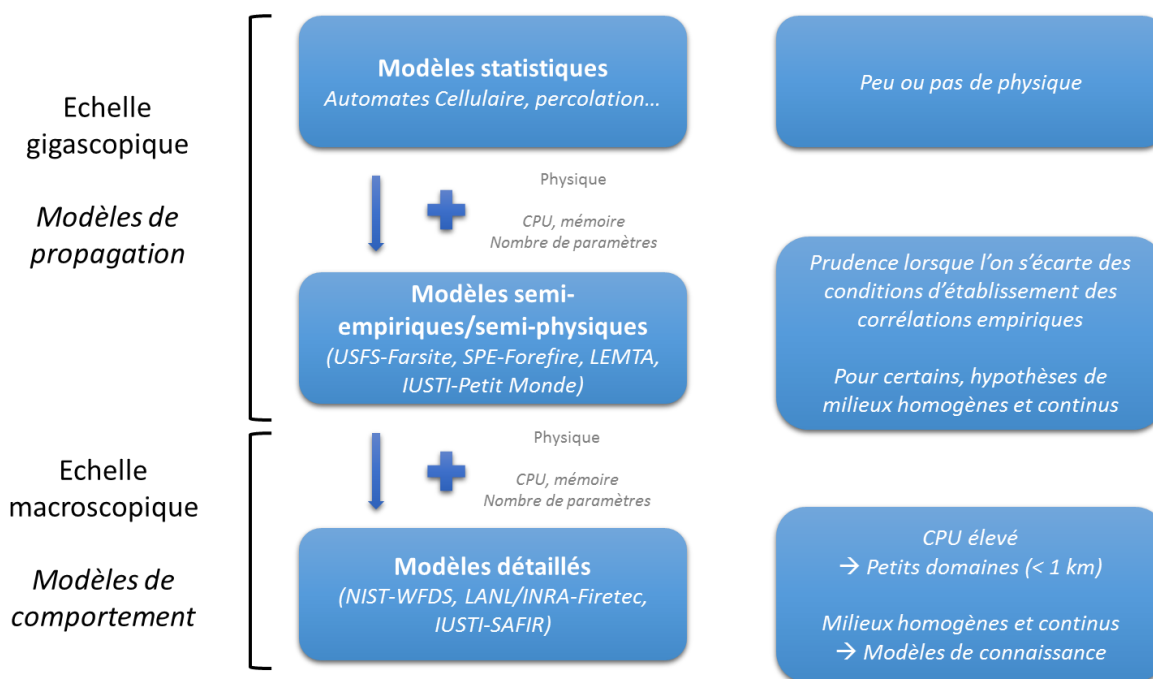 Echelle
gigascopique
Modèles de
propagation
Modèles statistiques
Automates Cellulaire, percolation…
Peu ou pas de physique
Physique
CPU, mémoire
Nombre de paramètres
Modèles semi-
empiriques/semi-physiques
(USFS-Farsite, SPE-Forefire, LEMTA,
IUSTI-Petit Monde)
Prudence lorsque l’on s’écarte des
conditions d’établissement des
corrélations empiriques
Pour certains, hypothèses de
milieux homogènes et continus
Echelle
macroscopique
Modèles de
comportement
Physique
CPU, mémoire
Nombre de paramètres
Modèles détaillés
(NIST-WFDS, LANL/INRA-Firetec,
IUSTI-SAFIR)
CPU élevé
→ Petits domaines (< 1 km)
Milieux homogènes et continus
→ Modèles de connaissance